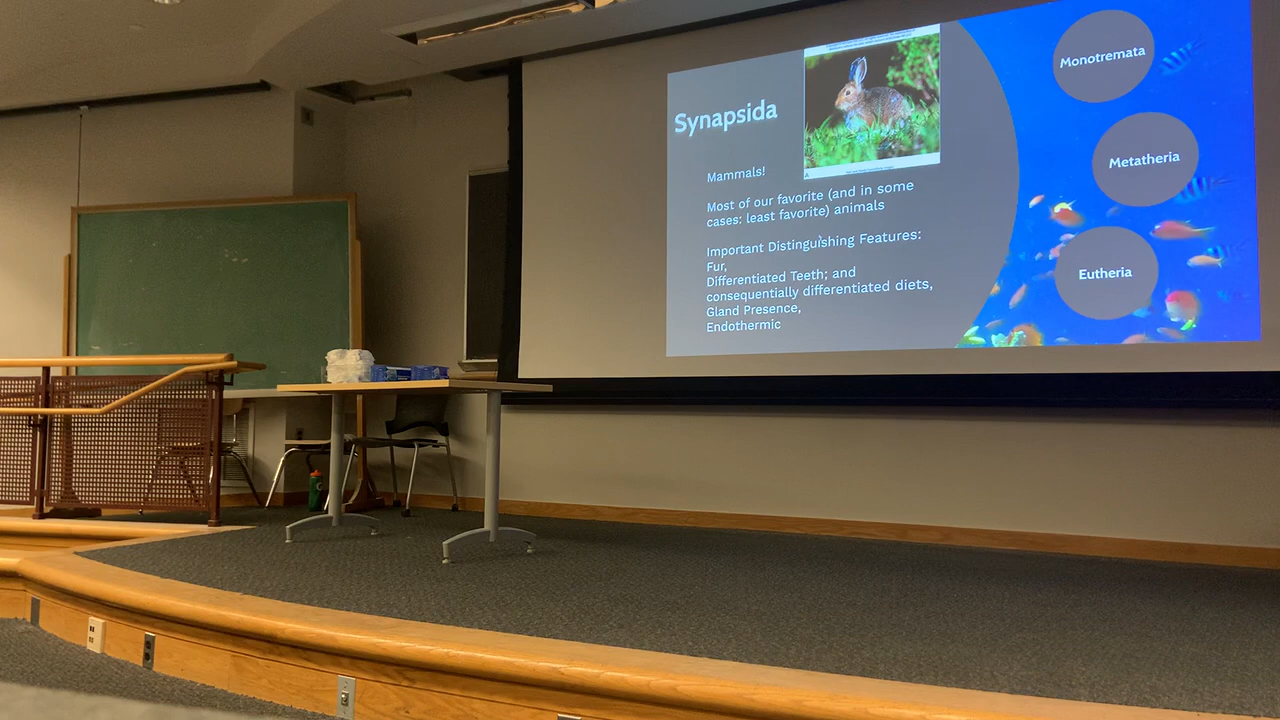 Synapsida
Mammals!
Most of our favorite (and in some
cases: least favorite) animals
Important Distinguishing Features:
Fur,
Differentiated Teeth; and
consequentially differentiated diets,
Gland Presence,
Endothermic
Monotremata
Metatheria
Eutheria